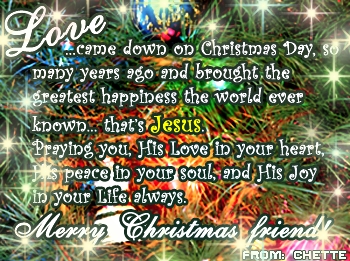 Love
...came down on Christmas Day, so
many years ago and brought the
greatest happiness the world ever
known... that's Jesus.
Praying you, His Love in your heart,
His peace in your soul, and His Joy
in your Life always.
Merry Christmas friend!
FROM: CHETTE